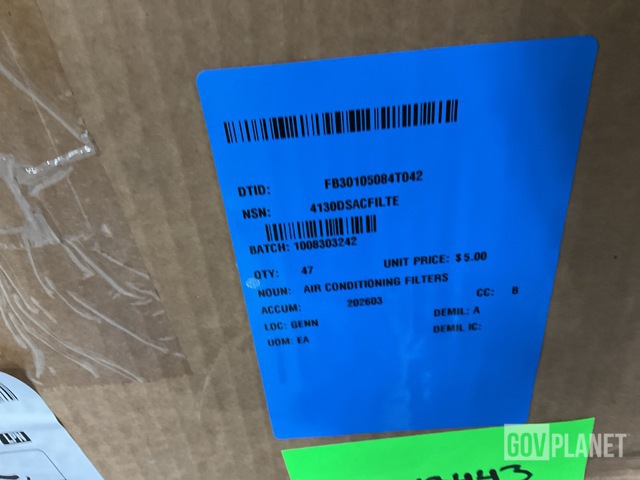 DTID: FB30105084T042
NSN: 4130DSACFILTE
BATCH: 1008303242
QTY: 47 UNIT PRICE: $ 5.00
NOUN: AIR CONDITIONING FILTERS
ACCUM: 202603 CC: B
LOC: GENN DEMIL: A
UOM: EA DEMIL IC:
GOVPLANET